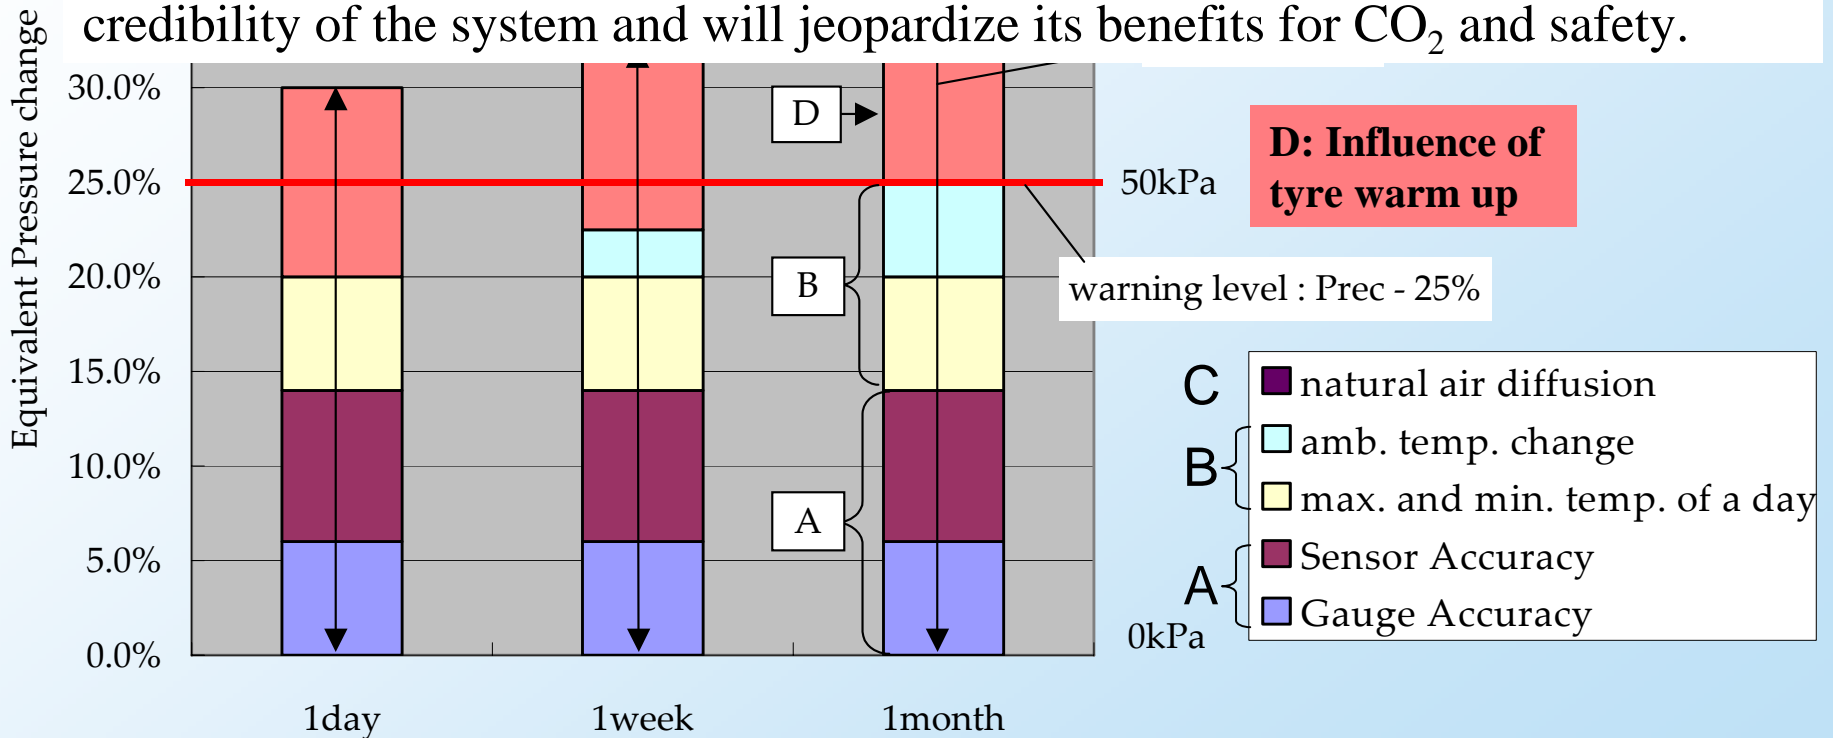 credibility of the system and will jeopardize its benefits for CO₂ and safety.
Equivalent Pressure change
30.0%
25.0%
20.0%
15.0%
10.0%
5.0%
0.0%
D
B
A
50kPa
0kPa
D: Influence of
tyre warm up
warning level : Prec - 25%
C
natural air diffusion
B
amb. temp. change
max. and min. temp. of a day
A
Sensor Accuracy
Gauge Accuracy
1day
1week
1month